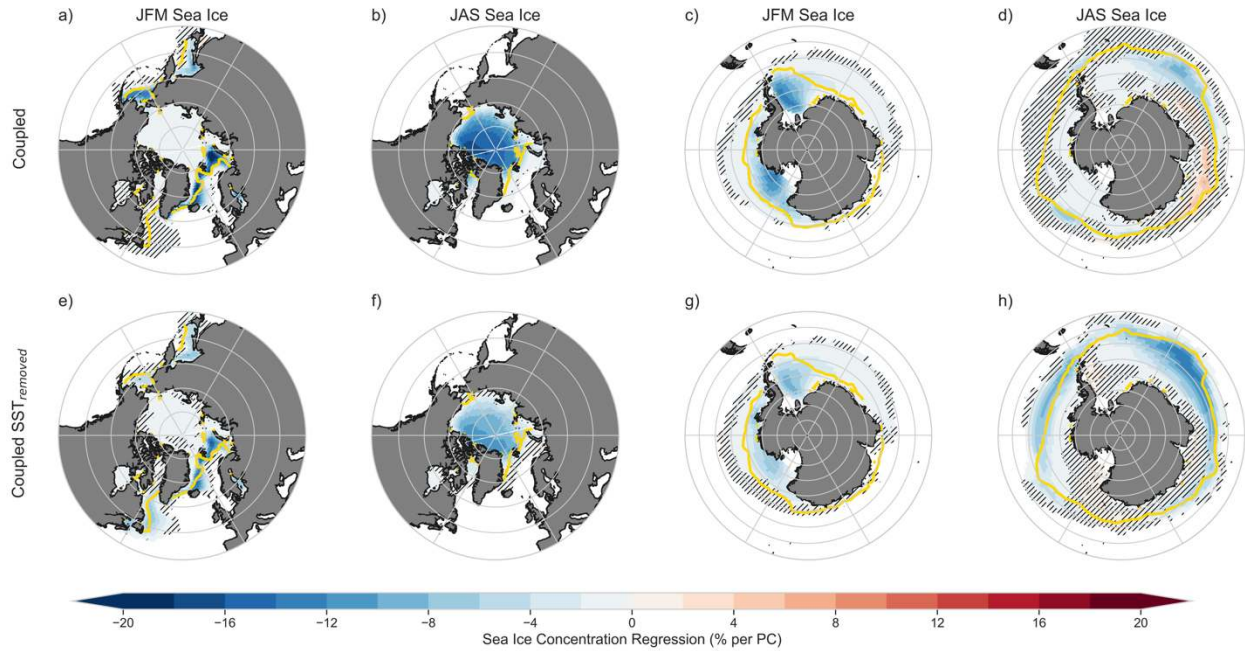 a) JFM Sea Ice
b) JAS Sea Ice
c) JFM Sea Ice
d) JAS Sea Ice
Coupled
e)
f)
g)
h)
Coupled SST removed
−20 −16 −12 −8 −4 0 4 8 12 16 20
Sea Ice Concentration Regression (% per PC)